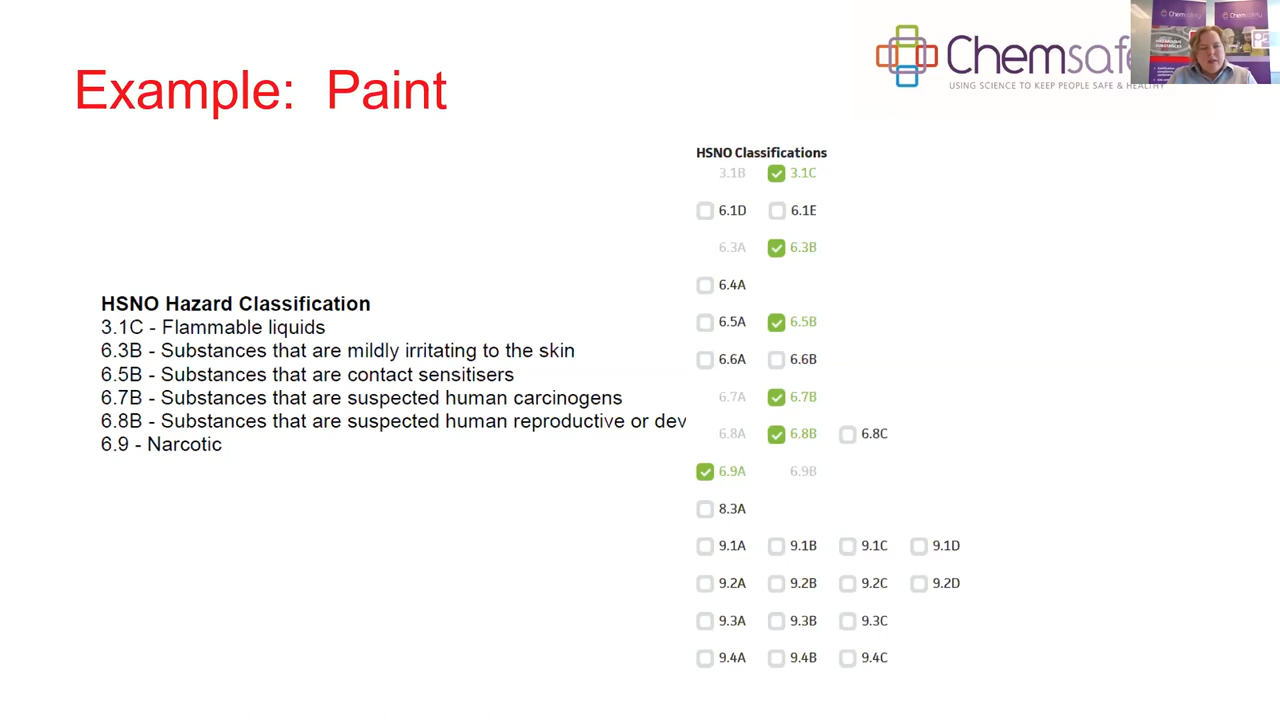 Example: Paint
Chemsafe
USING SCIENCE TO KEEP PEOPLE SAFE & HEALTHY
HSNO Classifications
3.1B 3.1C
6.1D 6.1E
6.3A 6.3B
6.4A
6.5A 6.5B
6.6A 6.6B
6.7A 6.7B
6.8A 6.8B 6.8C
6.9A 6.9B
8.3A
9.1A 9.1B 9.1C 9.1D
9.2A 9.2B 9.2C 9.2D
9.3A 9.3B 9.3C
9.4A 9.4B 9.4C
HSNO Hazard Classification
3.1C - Flammable liquids
6.3B - Substances that are mildly irritating to the skin
6.5B - Substances that are contact sensitisers
6.7B - Substances that are suspected human carcinogens
6.8B - Substances that are suspected human reproductive or dev
6.9 - Narcotic